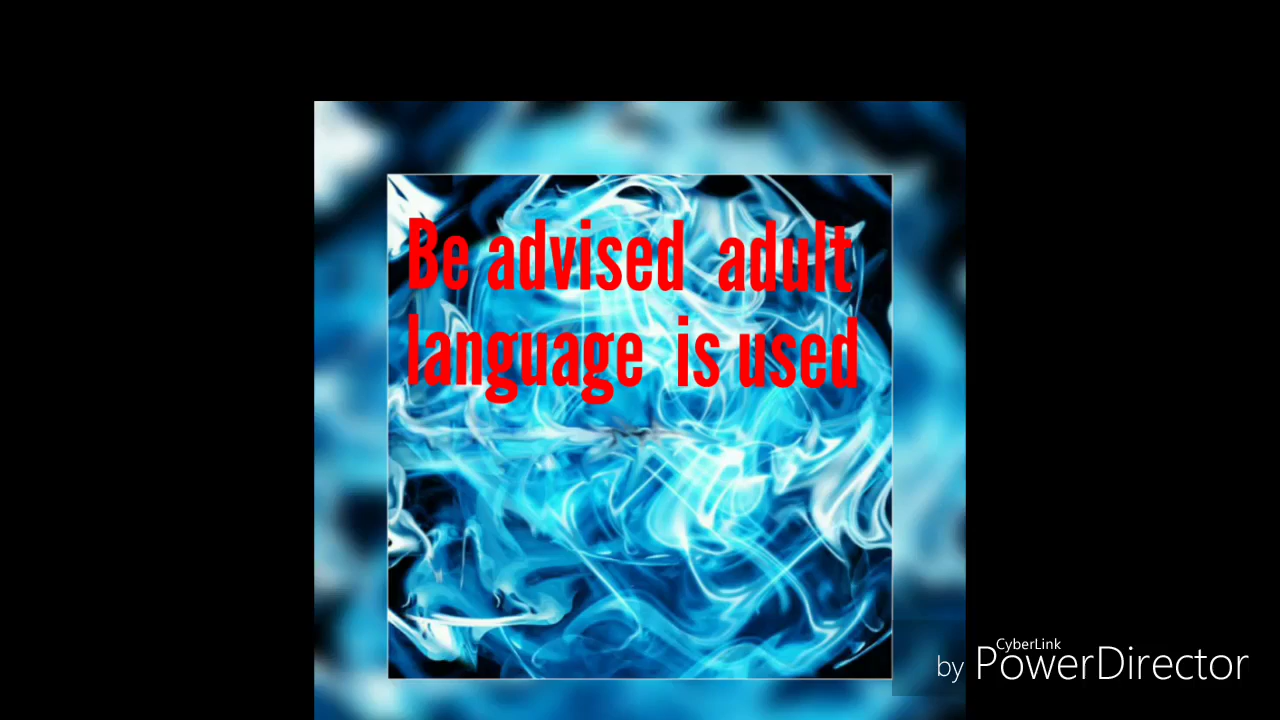 Be advised adult
language is used
CyberLink
by PowerDirector